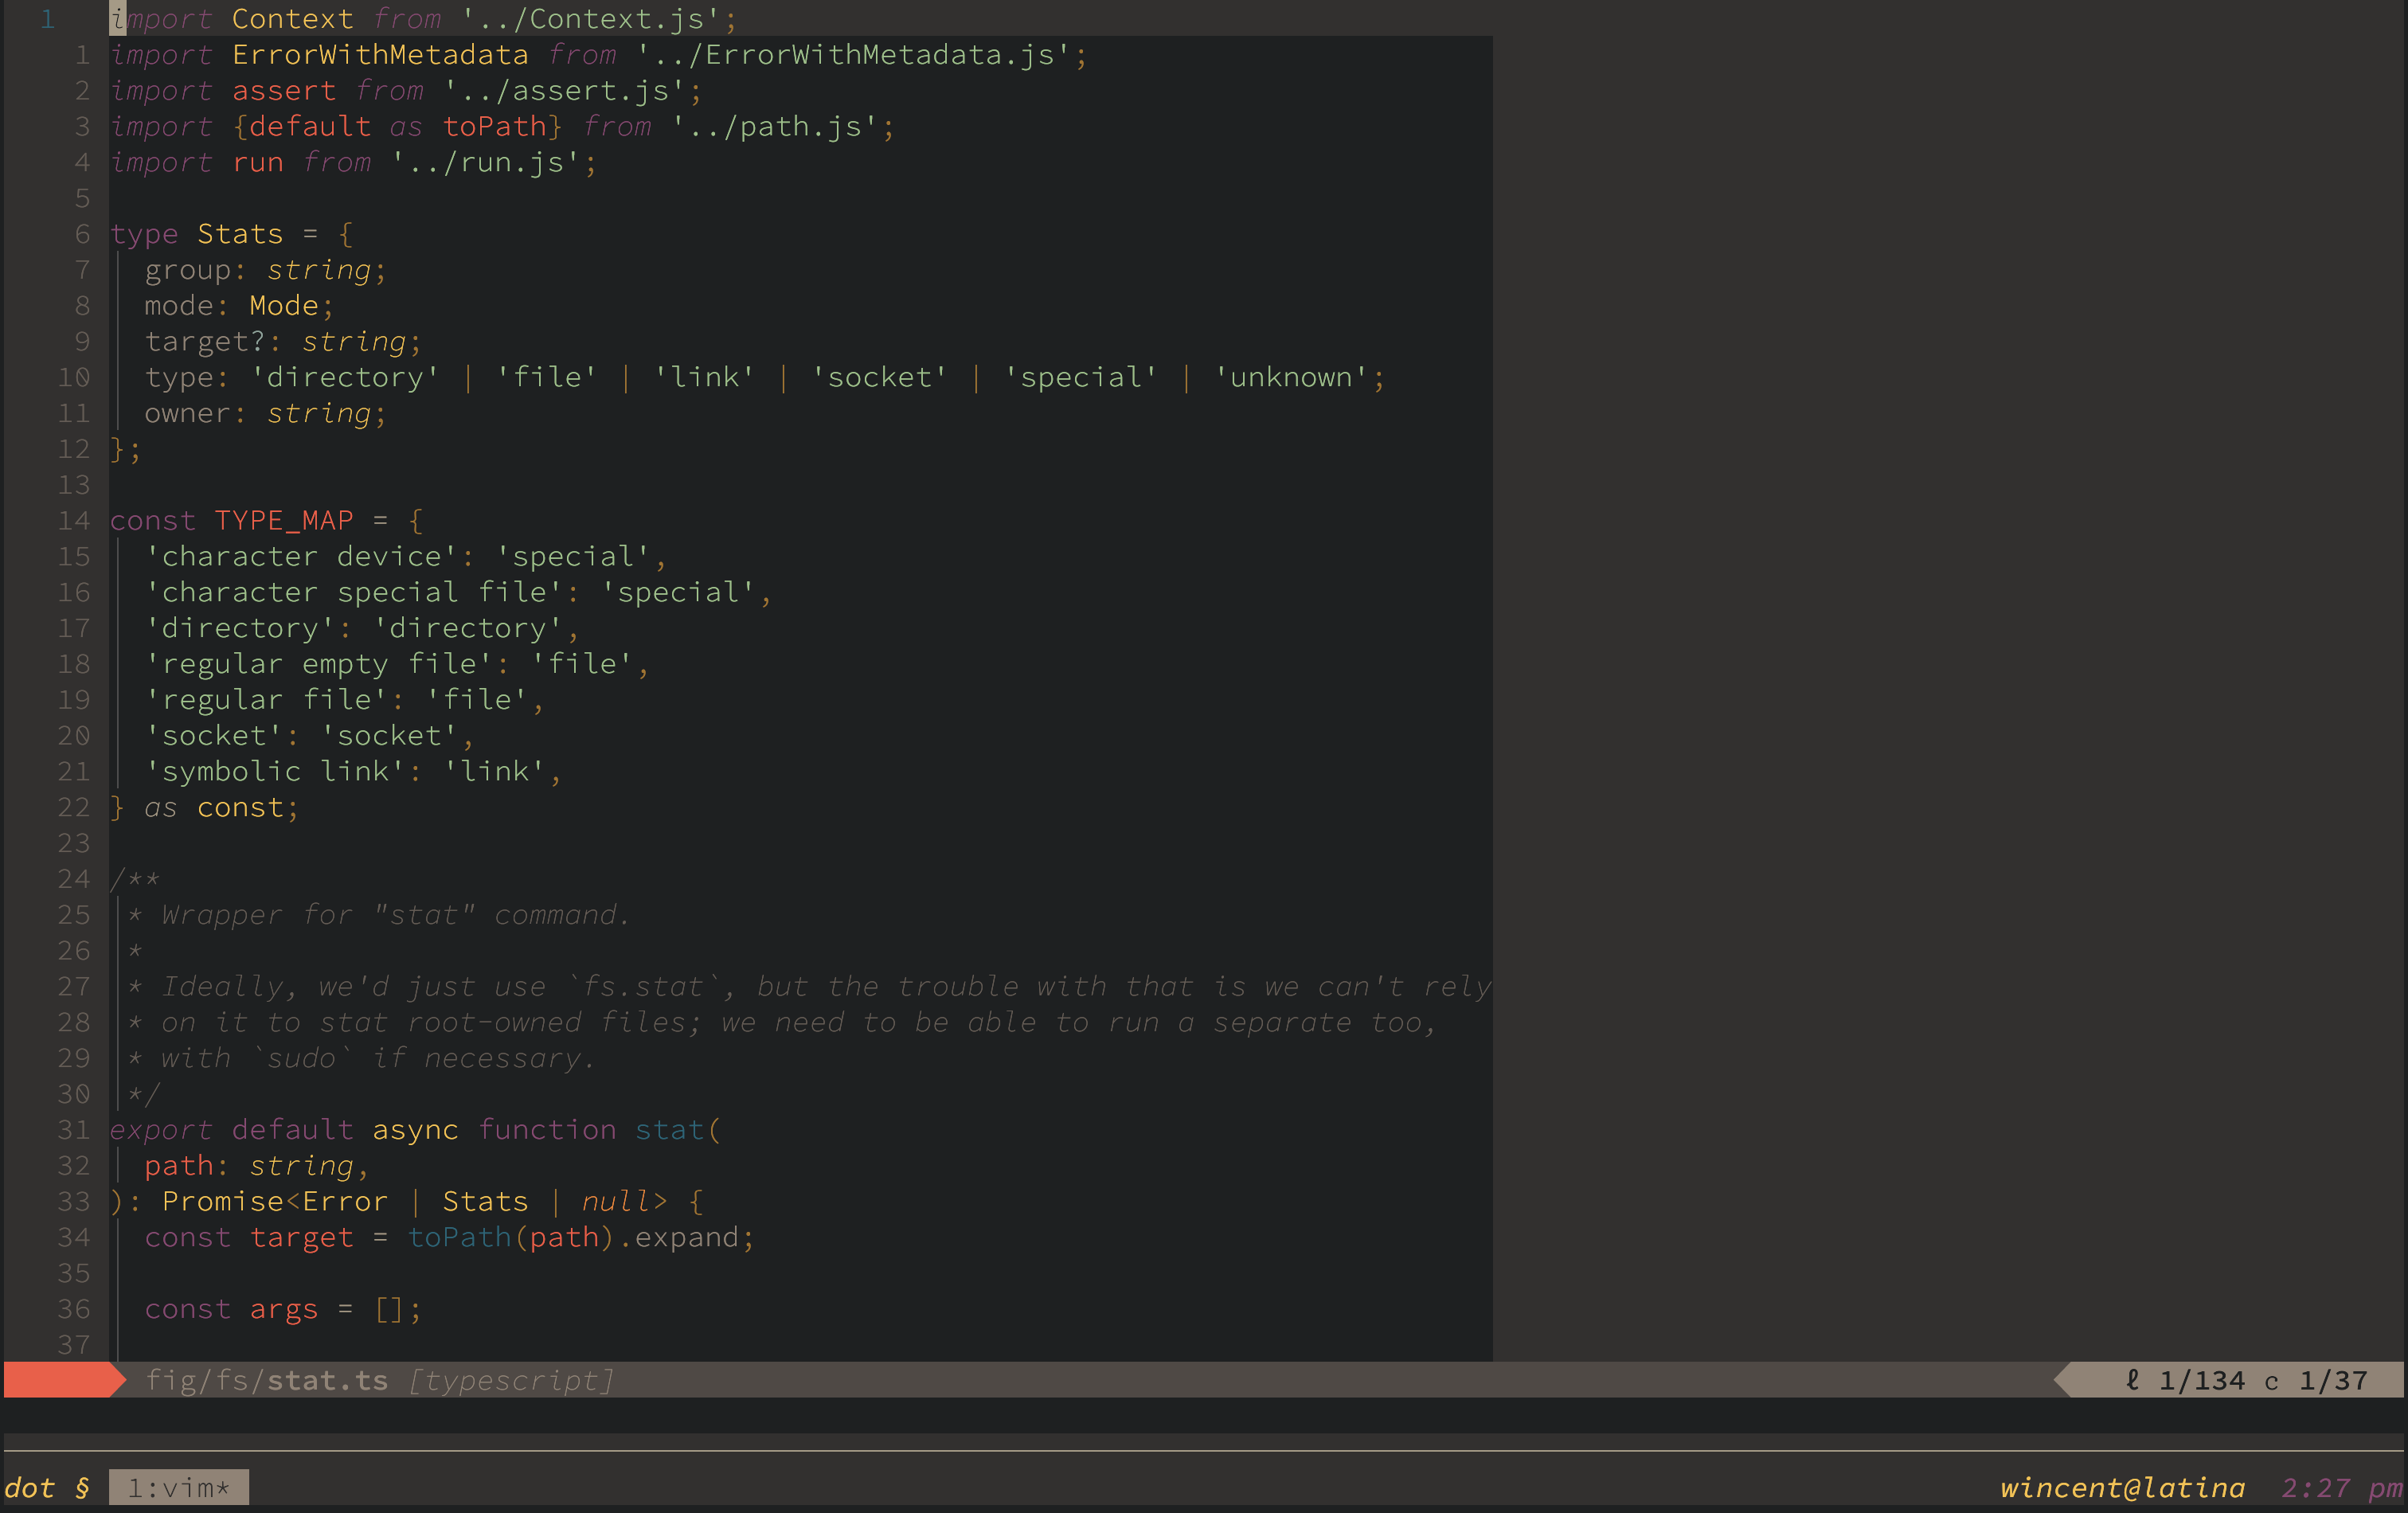 1 import Context from '../Context.js';
1 import ErrorWithMetadata from '../ErrorWithMetadata.js';
2 import assert from '../assert.js';
3 import {default as toPath} from '../path.js';
4 import run from '../run.js';
5
6 type Stats = {
7   group: string;
8   mode: Mode;
9   target?: string;
10   type: 'directory' | 'file' | 'link' | 'socket' | 'special' | 'unknown';
11   owner: string;
12 };
13
14 const TYPE_MAP = {
15   'character device': 'special',
16   'character special file': 'special',
17   'directory': 'directory',
18   'regular empty file': 'file',
19   'regular file': 'file',
20   'socket': 'socket',
21   'symbolic link': 'link',
22 } as const;
23
24 /**
25  * Wrapper for "stat" command.
26  *
27  * Ideally, we'd just use `fs.stat`, but the trouble with that is we can't rely
28  * on it to stat root-owned files; we need to be able to run a separate too,
29  * with `sudo` if necessary.
30  */
31 export default async function stat(
32   path: string,
33 ): Promise<Error | Stats | null> {
34   const target = toPath(path).expand;
35
36   const args = [];
37
fig/fs/stat.ts [typescript] ℓ 1/134 c 1/37
dot § 1:vim* wincent@latina 2:27 pm